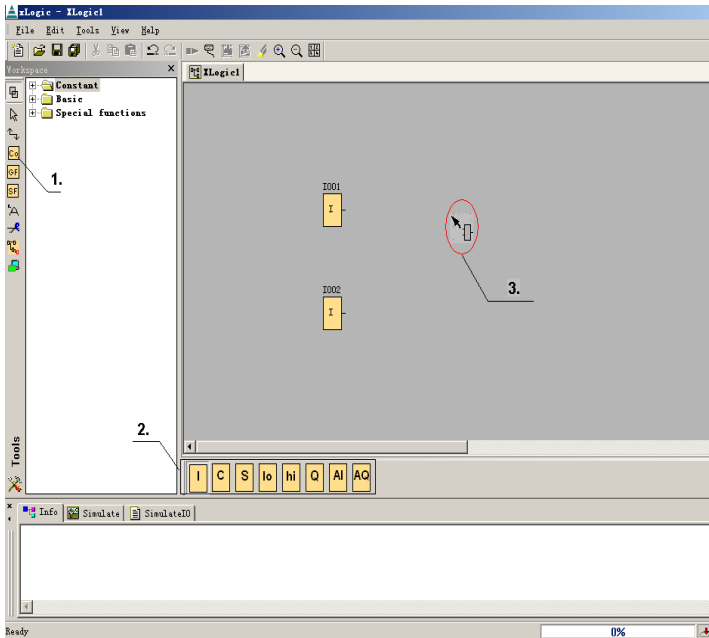 xLogic - XLogic1
File Edit Tools View Help
Workspace x
XLogic1
Constant
Basic
Special functions
Co
GF
SF
A
1.
I001
I
I002
I
3.
2.
Tools
I C S lo hi Q AI AQ
Info Simulate SimulateIO
Ready
0%